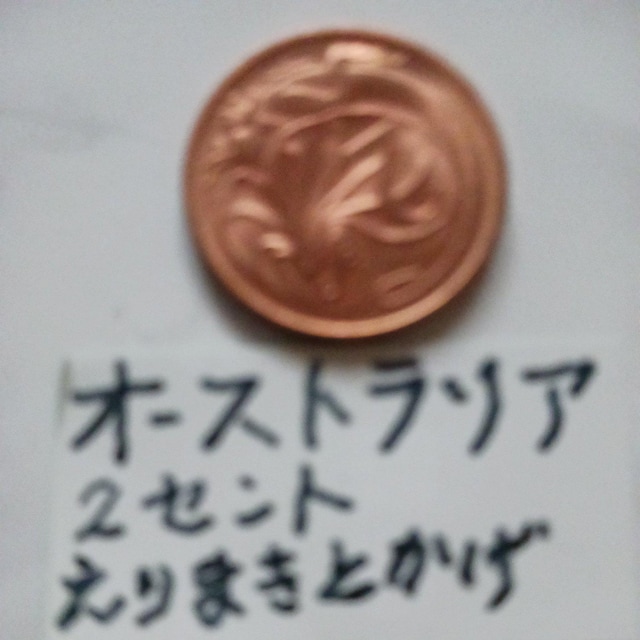 オーストラリア
2セント
えりまきとかげ